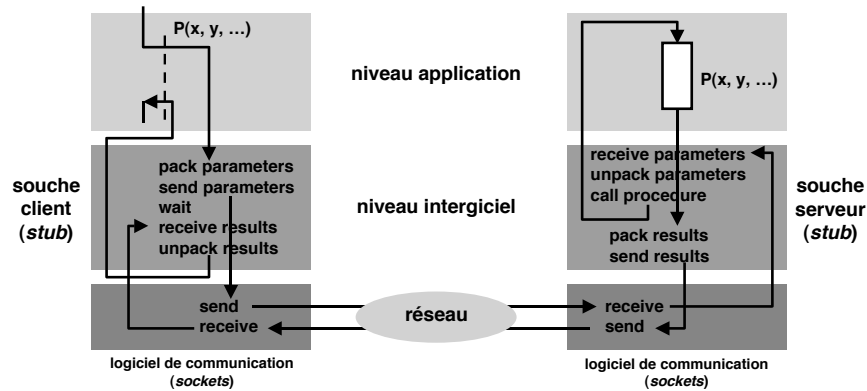 P(x, y, …)
niveau application
P(x, y, …)
souche
client
(stub)
pack parameters
send parameters
wait
receive results
unpack results
niveau intergiciel
receive parameters
unpack parameters
call procedure
pack results
send results
souche
serveur
(stub)
send
receive
réseau
receive
send
logiciel de communication
(sockets)
logiciel de communication
(sockets)